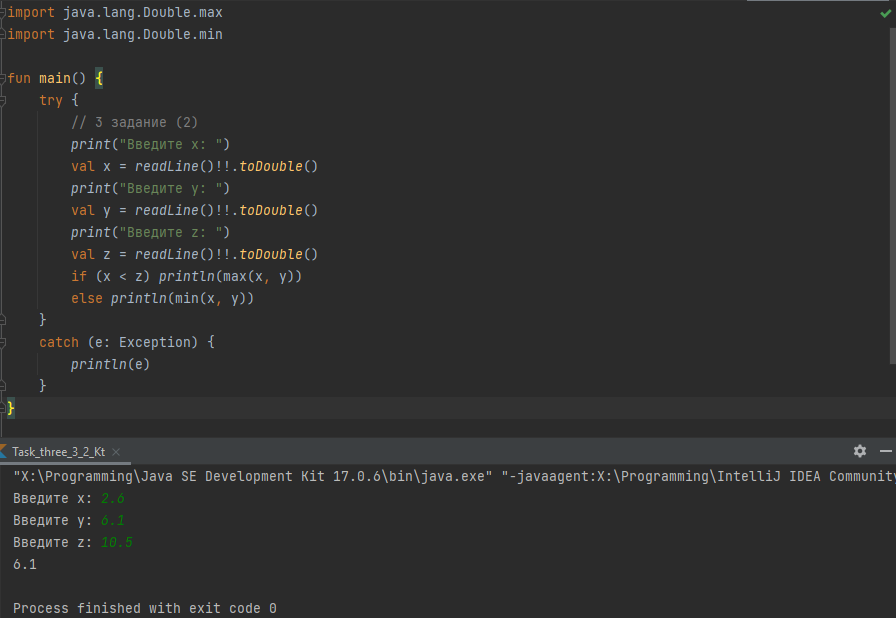 import java.lang.Double.max
import java.lang.Double.min
fun main() {
try {
// 3 задание (2)
print("Введите x: ")
val x = readLine()!!.toDouble()
print("Введите y: ")
val y = readLine()!!.toDouble()
print("Введите z: ")
val z = readLine()!!.toDouble()
if (x < z) println(max(x, y))
else println(min(x, y))
}
catch (e: Exception) {
println(e)
}
}
Task_three_3_2_Kt
"X:\Programming\Java SE Development Kit 17.0.6\bin\java.exe" "-javaagent:X:\Programming\IntelliJ IDEA Community
Введите x: 2.6
Введите y: 6.1
Введите z: 10.5
6.1
Process finished with exit code 0